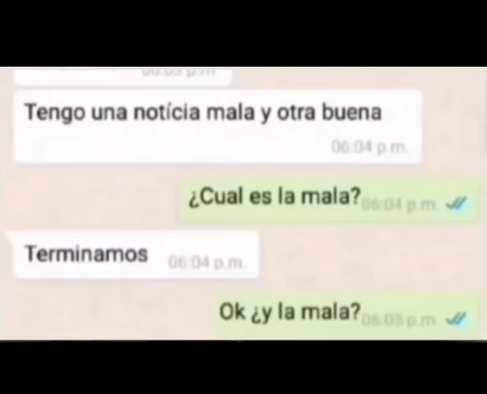 Tengo una notícia mala y otra buena
06:04 p.m.
¿Cual es la mala? 06:04 p.m.
Terminamos 06:04 p.m.
Ok ¿y la mala? 06:05 p.m.